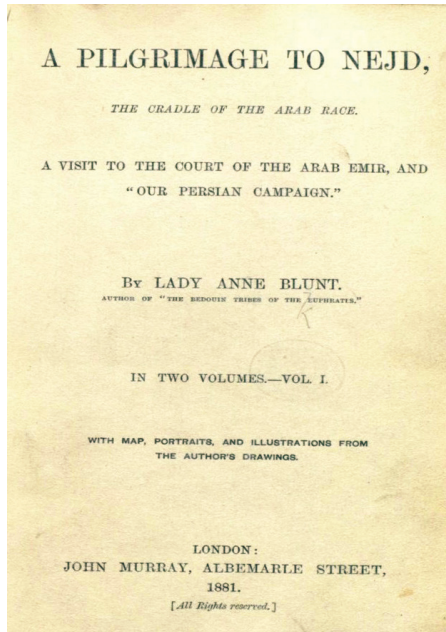 A PILGRIMAGE TO NEJD,
THE CRADLE OF THE ARAB RACE.
A VISIT TO THE COURT OF THE ARAB EMIR, AND
“OUR PERSIAN CAMPAIGN.”
By LADY ANNE BLUNT.
AUTHOR OF “THE BEDOUIN TRIBES OF THE EUPHRATES.”
IN TWO VOLUMES.—VOL. I.
WITH MAP, PORTRAITS, AND ILLUSTRATIONS FROM
THE AUTHOR'S DRAWINGS.
LONDON:
JOHN MURRAY, ALBEMARLE STREET,
1881.
[All Rights reserved.]